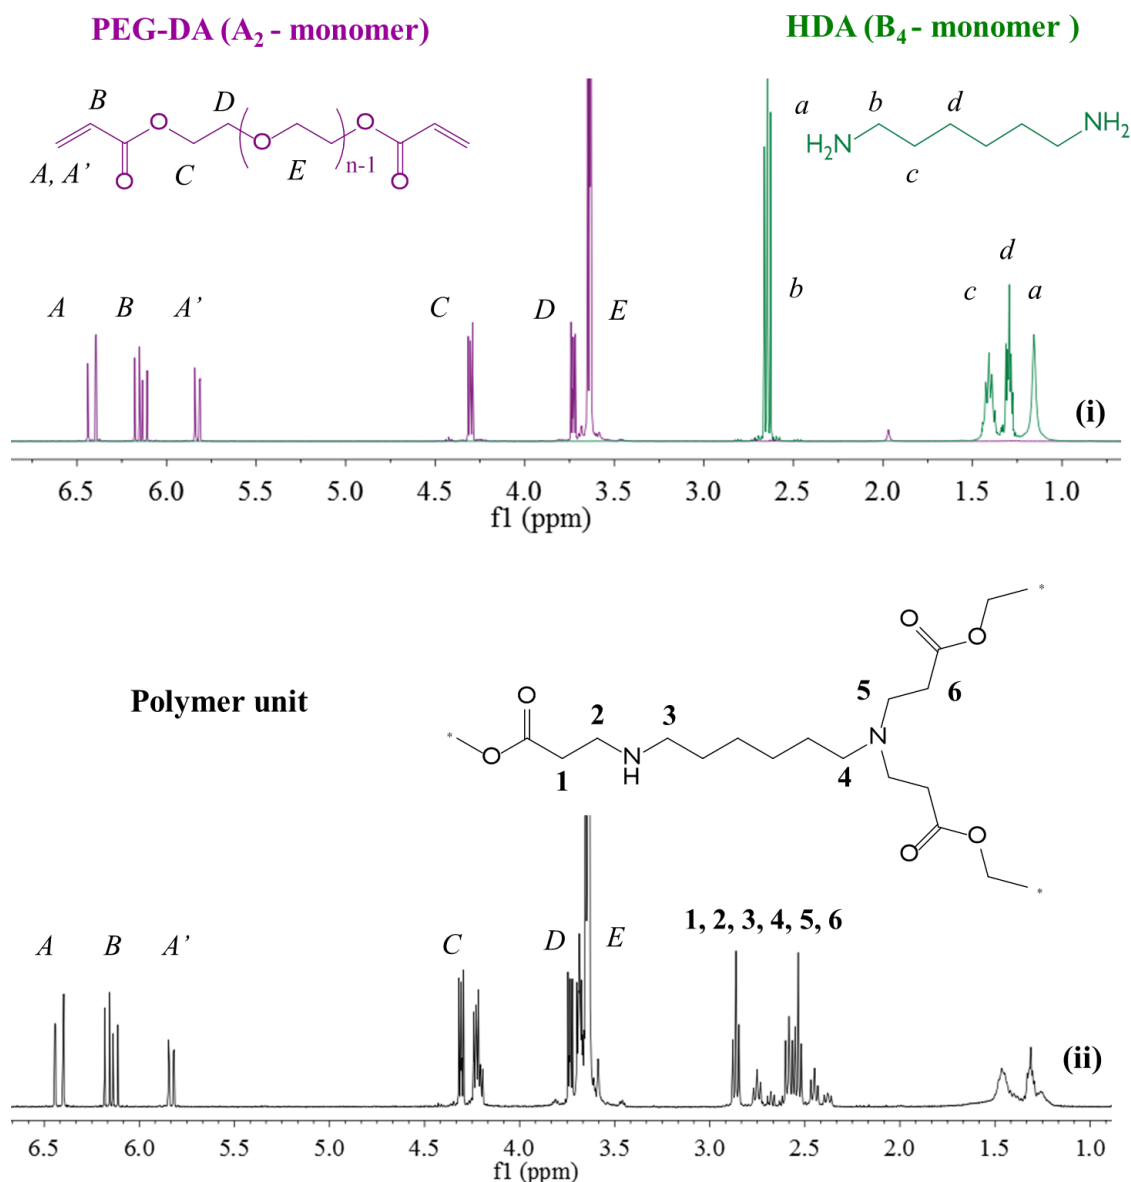 PEG-DA (A2 - monomer)
HDA (B4 - monomer )
B
D
O
O
O
O
O
n-1
A, A’
C
E
a
b
d
H2N
NH2
c
A
B
A’
C
D
E
b
c
d
a
(i)
6.5 6.0 5.5 5.0 4.5 4.0 3.5 3.0 2.5 2.0 1.5 1.0
f1 (ppm)
Polymer unit
*
O
O
O
2
3
5
6
*
O
1
N
H
N
4
O
O
*
1, 2, 3, 4, 5, 6
A
B
A’
C
D
E
(ii)
6.5 6.0 5.5 5.0 4.5 4.0 3.5 3.0 2.5 2.0 1.5 1.0
f1 (ppm)